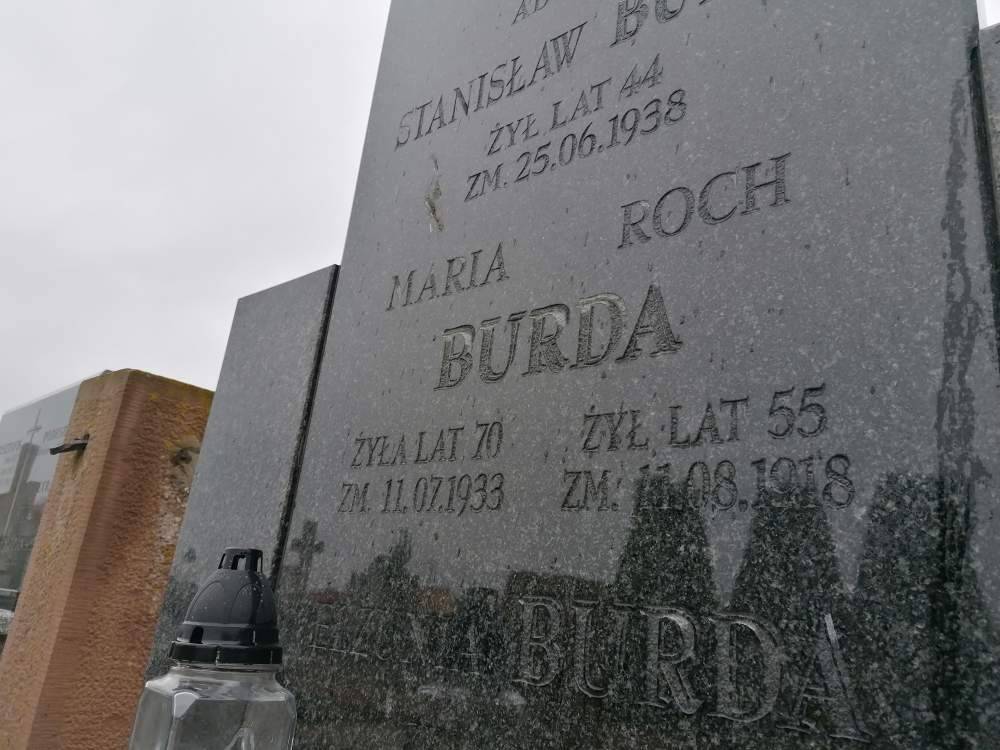 STANISŁAW BU
ŻYŁ LAT 44
ZM. 25.06.1938
MARIA ROCH
BURDA
ŻYŁA LAT 70 ŻYŁ LAT 55
ZM. 11.07.1933 ZM. 11.08.1918
BURDA